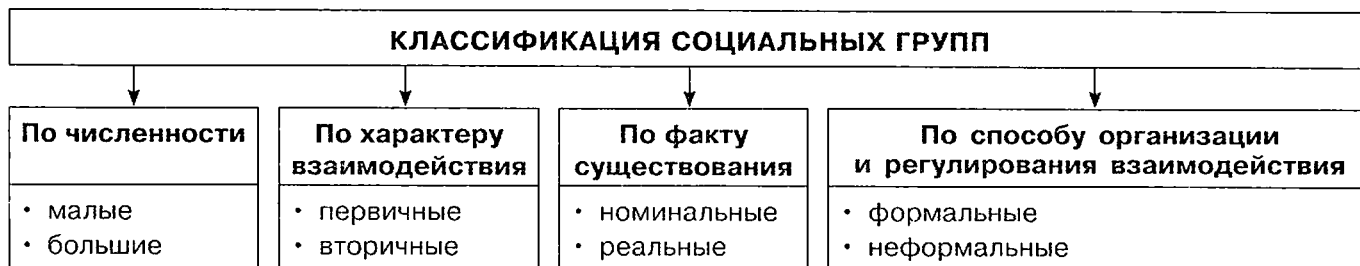 КЛАССИФИКАЦИЯ СОЦИАЛЬНЫХ ГРУПП
По численности
• малые
• большие
По характеру
взаимодействия
• первичные
• вторичные
По факту
существования
• номинальные
• реальные
По способу организации
и регулирования взаимодействия
• формальные
• неформальные